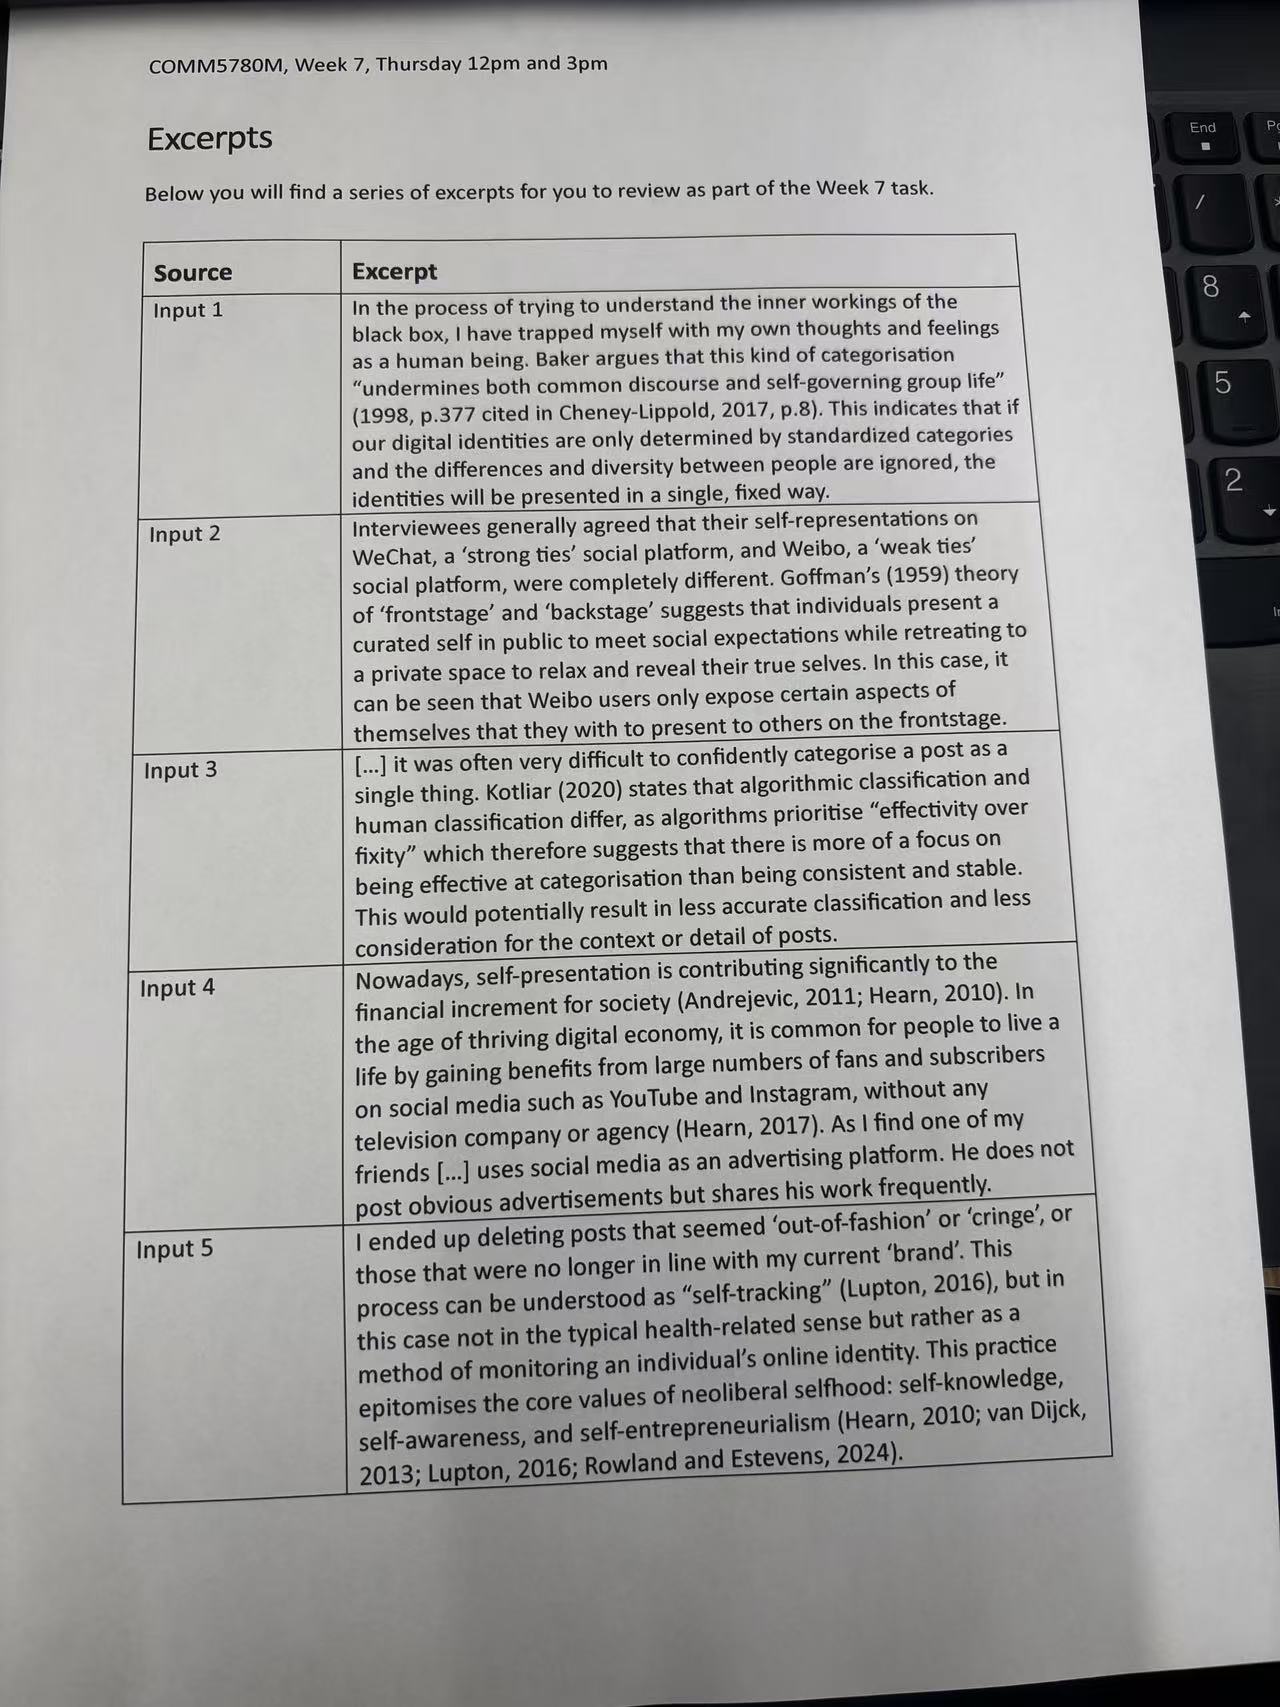 COMM5780M, Week 7, Thursday 12pm and 3pm
Excerpts
Below you will find a series of excerpts for you to review as part of the Week 7 task.
Source
Excerpt
Input 1
In the process of trying to understand the inner workings of the
black box, I have trapped myself with my own thoughts and feelings
as a human being. Baker argues that this kind of categorisation
“undermines both common discourse and self-governing group life”
(1998, p.377 cited in Cheney-Lippold, 2017, p.8). This indicates that if
our digital identities are only determined by standardized categories
and the differences and diversity between people are ignored, the
identities will be presented in a single, fixed way.
Input 2
Interviewees generally agreed that their self-representations on
WeChat, a ‘strong ties’ social platform, and Weibo, a ‘weak ties’
social platform, were completely different. Goffman’s (1959) theory
of ‘frontstage’ and ‘backstage’ suggests that individuals present a
curated self in public to meet social expectations while retreating to
a private space to relax and reveal their true selves. In this case, it
can be seen that Weibo users only expose certain aspects of
themselves that they with to present to others on the frontstage.
Input 3
[...] it was often very difficult to confidently categorise a post as a
single thing. Kotliar (2020) states that algorithmic classification and
human classification differ, as algorithms prioritise “effectivity over
fixity” which therefore suggests that there is more of a focus on
being effective at categorisation than being consistent and stable.
This would potentially result in less accurate classification and less
consideration for the context or detail of posts.
Input 4
Nowadays, self-presentation is contributing significantly to the
financial increment for society (Andrejevic, 2011; Hearn, 2010). In
the age of thriving digital economy, it is common for people to live a
life by gaining benefits from large numbers of fans and subscribers
on social media such as YouTube and Instagram, without any
television company or agency (Hearn, 2017). As I find one of my
friends [...] uses social media as an advertising platform. He does not
post obvious advertisements but shares his work frequently.
Input 5
I ended up deleting posts that seemed ‘out-of-fashion’ or ‘cringe’, or
those that were no longer in line with my current ‘brand’. This
process can be understood as “self-tracking” (Lupton, 2016), but in
this case not in the typical health-related sense but rather as a
method of monitoring an individual’s online identity. This practice
epitomises the core values of neoliberal selfhood: self-knowledge,
self-awareness, and self-entrepreneurialism (Hearn, 2010; van Dijck,
2013; Lupton, 2016; Rowland and Estevens, 2024).
End
/
8
5
2